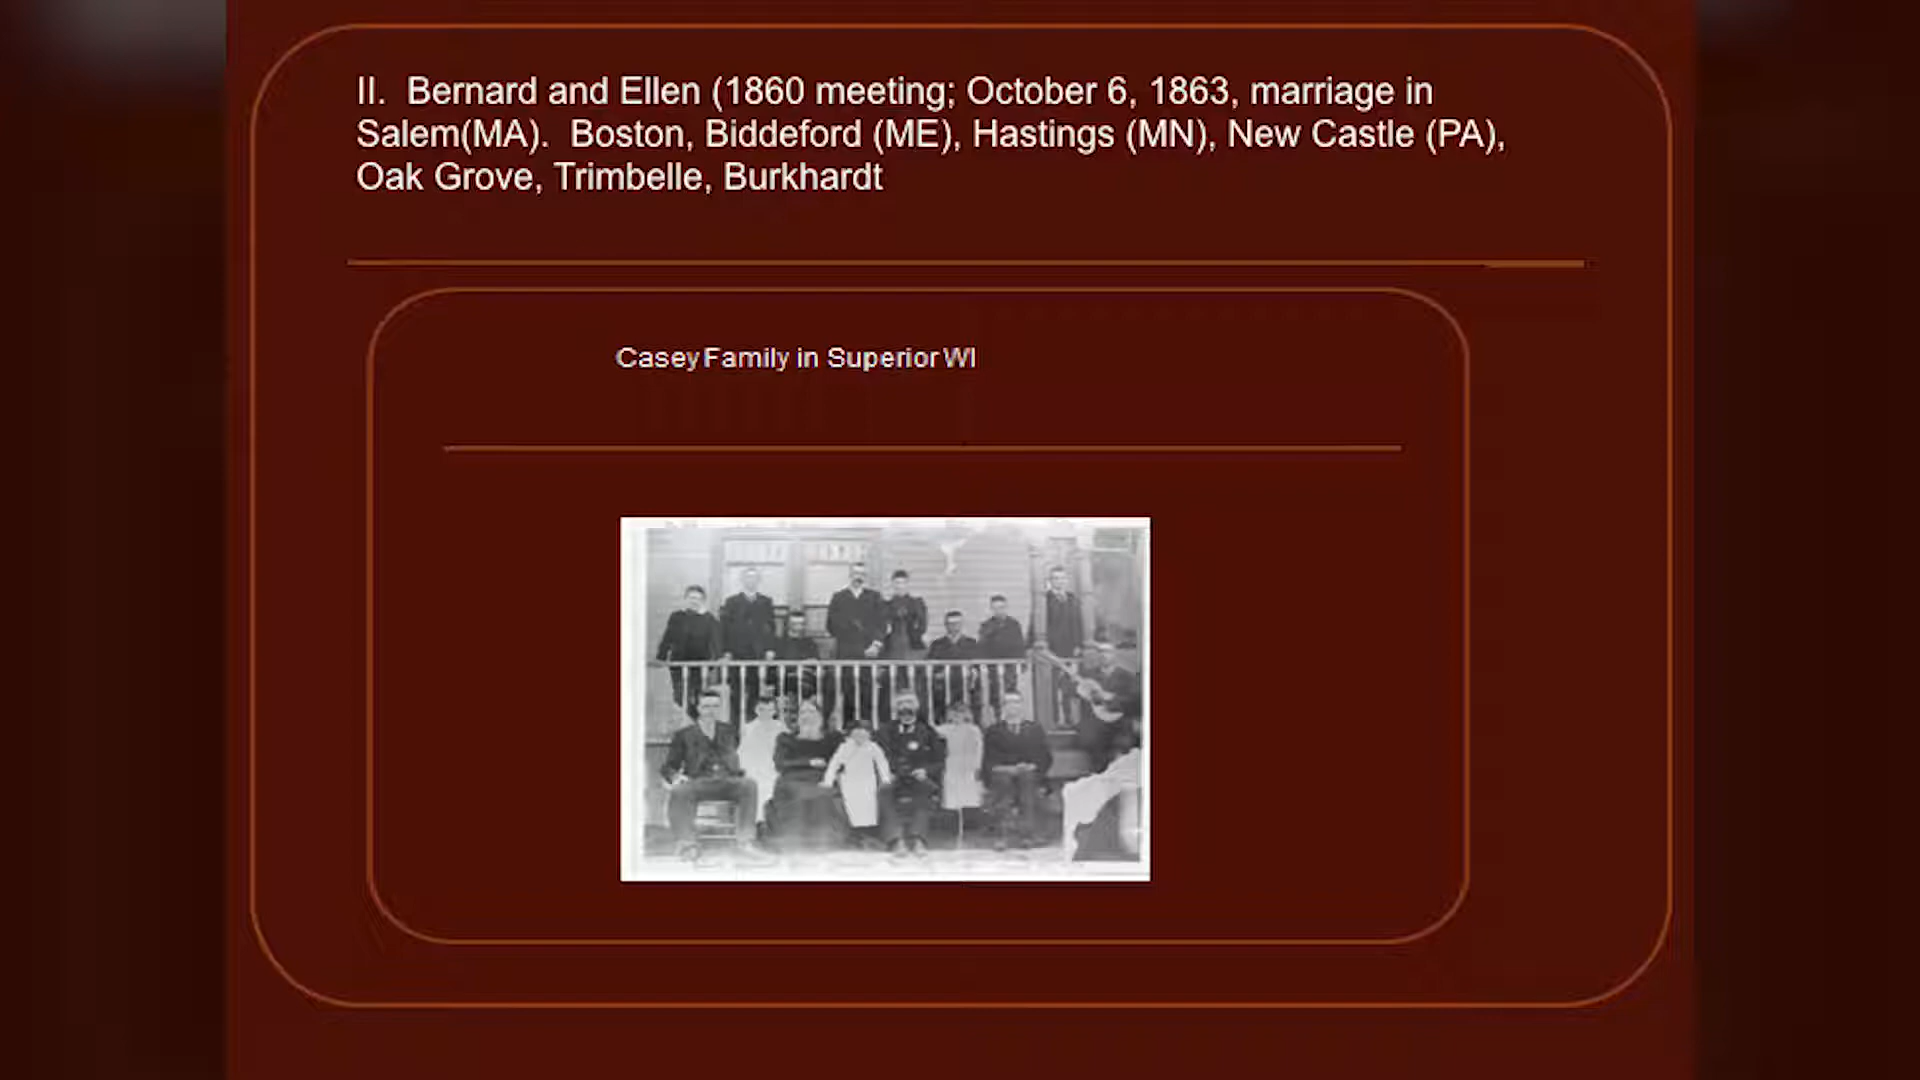 II. Bernard and Ellen (1860 meeting; October 6, 1863, marriage in
Salem(MA). Boston, Biddeford (ME), Hastings (MN), New Castle (PA),
Oak Grove, Trimbelle, Burkhardt
Casey Family in Superior WI